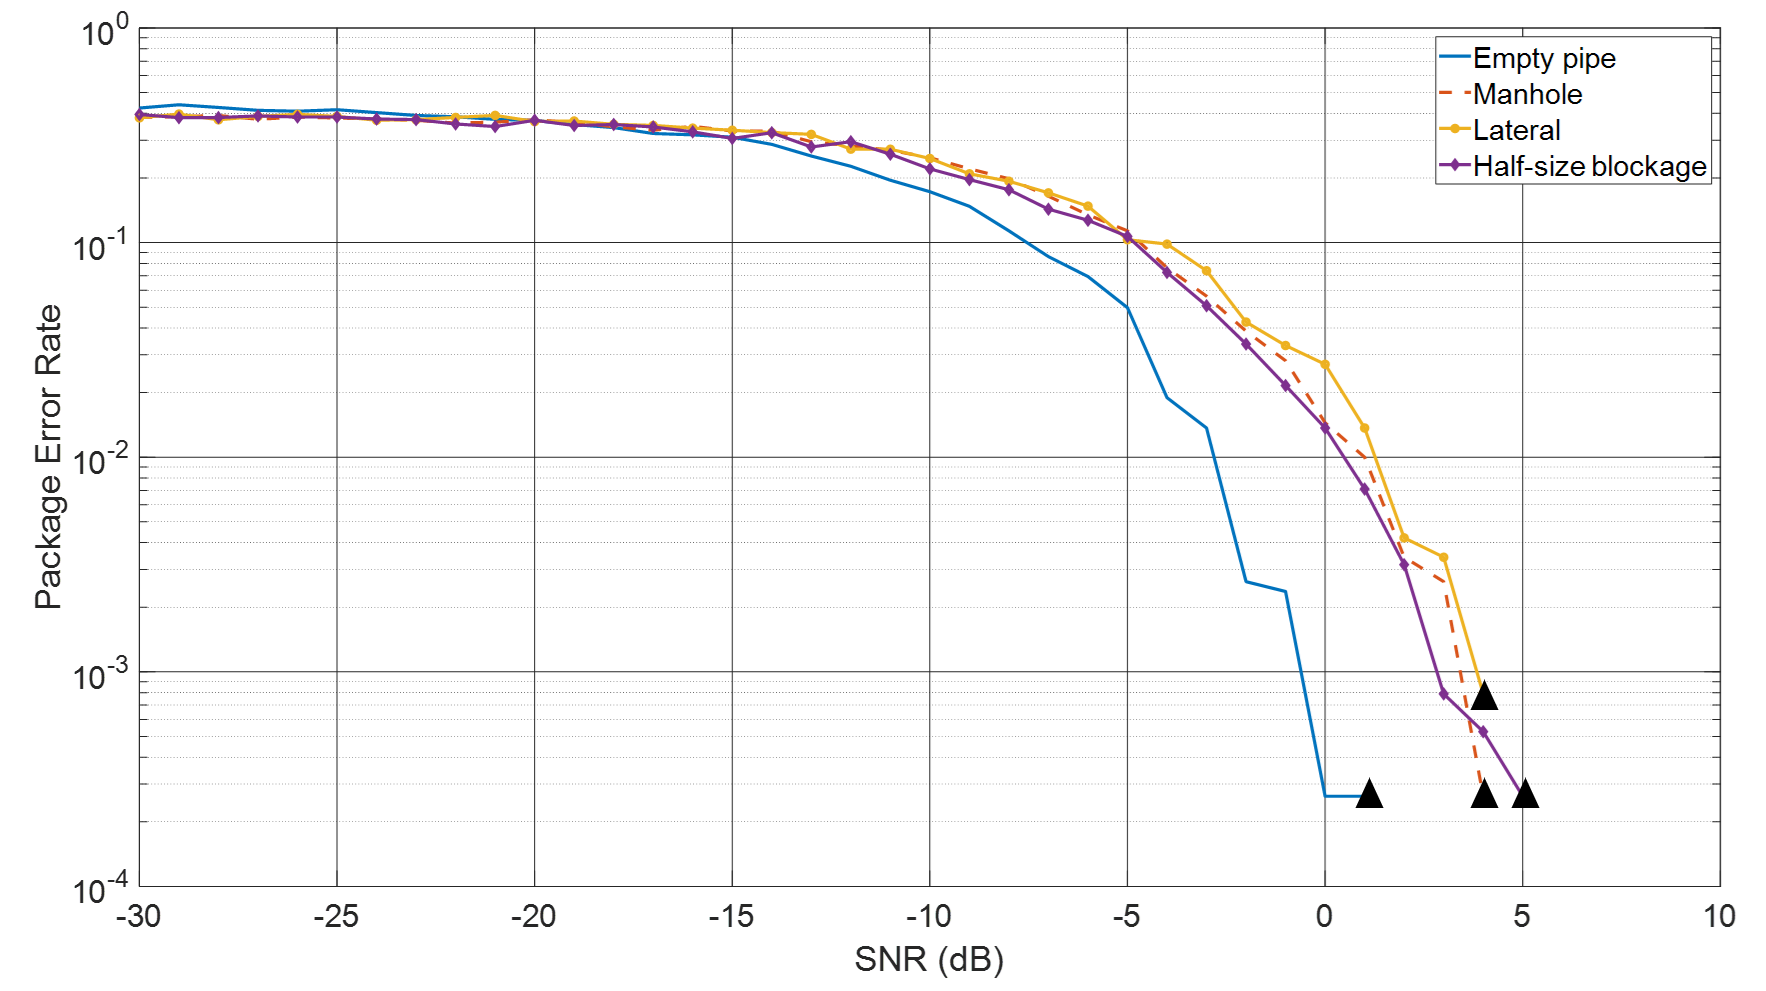 10^0
10^-1
10^-2
10^-3
10^-4
Package Error Rate
Empty pipe
Manhole
Lateral
Half-size blockage
-30 -25 -20 -15 -10 -5 0 5 10
SNR (dB)